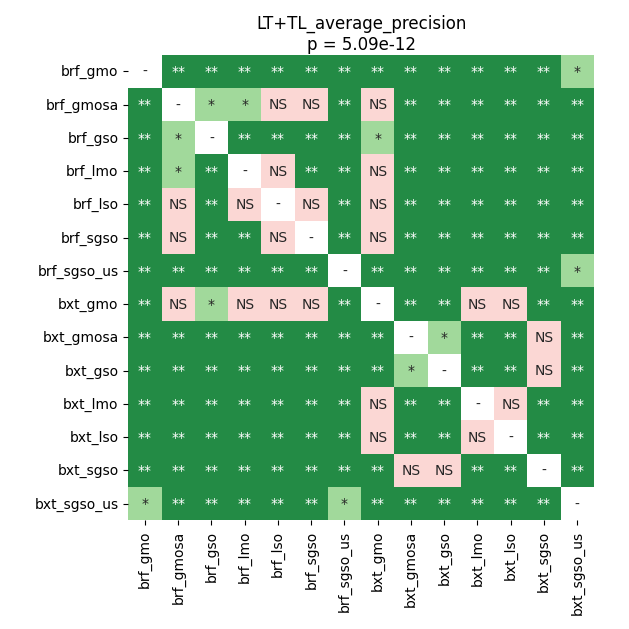 LT+TL_average_precision
p = 5.09e-12
brf_gmo - ** ** ** ** ** ** ** ** ** ** ** ** *
brf_gmosa ** - * * NS NS ** NS ** ** ** ** ** **
brf_gso ** * - ** ** ** ** * ** ** ** ** ** **
brf_lmo ** * ** - NS ** ** NS ** ** ** ** ** **
brf_lso ** NS ** NS - NS ** NS ** ** ** ** ** **
brf_sgso ** NS ** ** NS - ** NS ** ** ** ** ** **
brf_sgso_us ** ** ** ** ** ** - ** ** ** ** ** ** *
bxt_gmo ** NS * NS NS NS ** - ** ** NS NS ** **
bxt_gmosa ** ** ** ** ** ** ** ** - * ** ** NS **
bxt_gso ** ** ** ** ** ** ** ** * - ** ** NS **
bxt_lmo ** ** ** ** ** ** ** NS ** ** - NS ** **
bxt_lso ** ** ** ** ** ** ** NS ** ** NS - ** **
bxt_sgso ** ** ** ** ** ** ** ** NS NS ** ** - **
bxt_sgso_us * ** ** ** ** ** * ** ** ** ** ** ** -
brf_gmo brf_gmosa brf_gso brf_lmo brf_lso brf_sgso brf_sgso_us bxt_gmo bxt_gmosa bxt_gso bxt_lmo bxt_lso bxt_sgso bxt_sgso_us